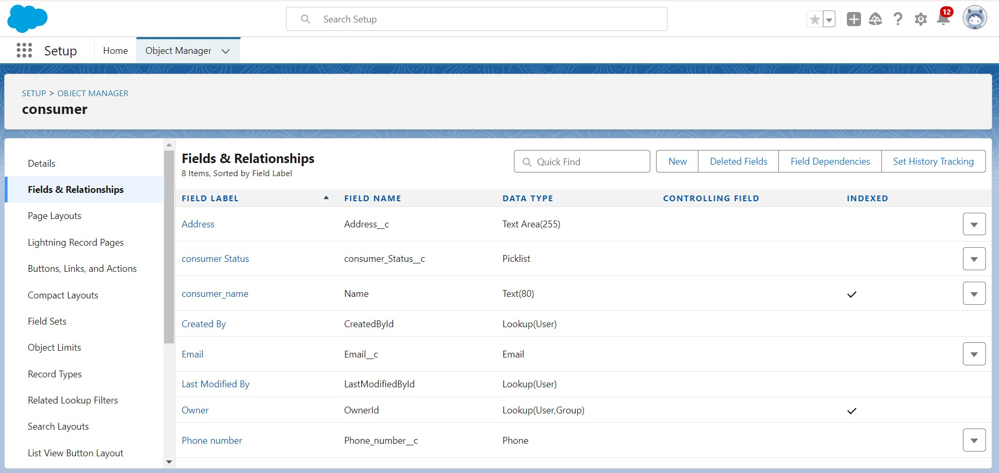 Search Setup
12
Setup
Home
Object Manager
SETUP > OBJECT MANAGER
consumer
Details
Fields & Relationships
Page Layouts
Lightning Record Pages
Buttons, Links, and Actions
Compact Layouts
Field Sets
Object Limits
Record Types
Related Lookup Filters
Search Layouts
List View Button Layout
Fields & Relationships
8 Items, Sorted by Field Label
Quick Find
New
Deleted Fields
Field Dependencies
Set History Tracking
FIELD LABEL FIELD NAME DATA TYPE CONTROLLING FIELD INDEXED
Address Address__c Text Area(255)
consumer Status consumer_Status__c Picklist
consumer_name Name Text(80)
Created By CreatedById Lookup(User)
Email Email__c Email
Last Modified By LastModifiedById Lookup(User)
Owner OwnerId Lookup(User,Group)
Phone number Phone_number__c Phone